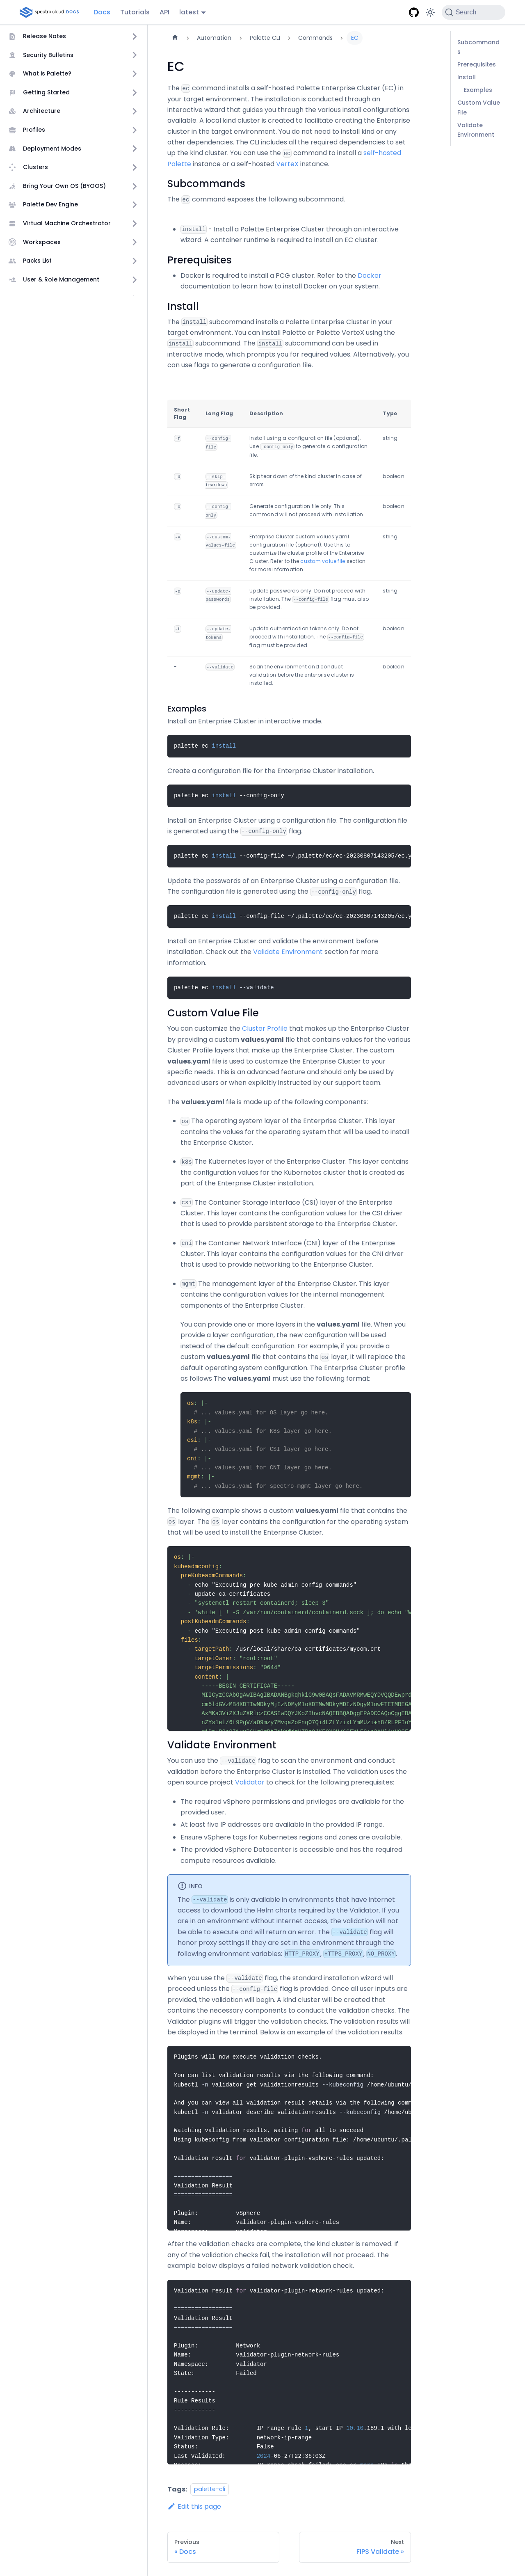 spectro cloud DOCS
Docs
Tutorials
API
latest
Search
Release Notes
Security Bulletins
What is Palette?
Getting Started
Architecture
Profiles
Deployment Modes
Clusters
Bring Your Own OS (BYOOS)
Palette Dev Engine
Virtual Machine Orchestrator
Workspaces
Packs List
User & Role Management
Automation
Palette CLI
Commands
EC
Subcommand
s
Prerequisites
Install
Examples
Custom Value
File
Validate
Environment
EC
The ec command installs a self-hosted Palette Enterprise Cluster (EC) in
your target environment. The installation is conducted through an
interactive wizard that guides you through the various install configurations
available. A local kind cluster is created to facilitate creating the Enterprise
cluster in the target environment. You do not need to install kind or any
other dependencies. The CLI includes all the required dependencies to set
up the kind cluster. You can use the ec command to install a self-hosted
Palette instance or a self-hosted VerteX instance.
Subcommands
The ec command exposes the following subcommand.
install - Install a Palette Enterprise Cluster through an interactive
wizard. A container runtime is required to install an EC cluster.
Prerequisites
Docker is required to install a PCG cluster. Refer to the Docker
documentation to learn how to install Docker on your system.
Install
The install subcommand installs a Palette Enterprise Cluster in your
target environment. You can install Palette or Palette VerteX using the
install subcommand. The install subcommand can be used in
interactive mode, which prompts you for required values. Alternatively, you
can use flags to generate a configuration file.
Short
Flag
Long Flag
Description
Type
-f
--config-
file
Install using a configuration file (optional).
Use --config-only to generate a configuration
file.
string
-d
--skip-
teardown
Skip tear down of the kind cluster in case of
errors
boolean
-o
--config-
only
Generate configuration file only. This
command will not proceed with installation.
boolean
-v
--custom-
values-file
Enterprise Cluster custom values.yaml
configuration file (optional). Use this to
customize the cluster profile of the Enterprise
Cluster. Refer to the custom value file section
for more information.
string
-p
--update-
passwords
Update passwords only. Do not proceed with
installation. The --config-file flag must also
be provided.
boolean
-t
--update-
tokens
Update authentication tokens only. Do not
proceed with installation. The --config-file
flag must be provided.
boolean
-
--validate
Scan the environment and conduct
validation before the enterprise cluster is
installed
boolean
Examples
Install an Enterprise Cluster in interactive mode.
palette ec install
Create a configuration file for the Enterprise Cluster installation.
palette ec install --config-only
Install an Enterprise Cluster using a configuration file. The configuration file
is generated using the --config-only flag.
palette ec install --config-file ~/.palette/ec/ec-20230807143205/ec.y
Update the passwords of an Enterprise Cluster using a configuration file.
The configuration file is generated using the --config-only flag.
palette ec install --config-file ~/.palette/ec/ec-20230807143205/ec.y
Install an Enterprise Cluster and validate the environment before
installation. Check out the Validate Environment section for more
information.
palette ec install --validate
Custom Value File
You can customize the Cluster Profile that makes up the Enterprise Cluster
by providing a custom values.yaml file that contains values for the various
Cluster Profile layers that make up the Enterprise Cluster. The custom
values.yaml file is used to customize the Enterprise Cluster to your
specific needs. This is an advanced feature and should only be used by
advanced users or when explicitly instructed by our support team.
The values.yaml file is made up of the following components:
os The operating system layer of the Enterprise Cluster. This layer
contains the values for the operating system that will be used to install
the Enterprise Cluster.
k8s The Kubernetes layer of the Enterprise Cluster. This layer contains
the configuration values for the Kubernetes cluster that is created as
part of the Enterprise Cluster installation.
csi The Container Storage Interface (CSI) layer of the Enterprise
Cluster. This layer contains the configuration values for the CSI driver
that is used to provide persistent storage to the Enterprise Cluster.
cni The Container Network Interface (CNI) layer of the Enterprise
Cluster. This layer contains the configuration values for the CNI driver
that is used to provide networking to the Enterprise Cluster.
mgmt The management layer of the Enterprise Cluster. This layer
contains the configuration values for the internal management
components of the Enterprise Cluster.
You can provide one or more layers in the values.yaml file. When you
provide a layer configuration, the new configuration will be used
instead of the default configuration. For example, if you provide a
custom values.yaml file that contains the os layer, it will replace the
default operating system configuration. The Enterprise Cluster profile
as follows The values.yaml must use the following format:
os: |-
# ... values.yaml for OS layer go here.
k8s: |-
# ... values.yaml for K8s layer go here.
csi: |-
# ... values.yaml for CSI layer go here.
cni: |-
# ... values.yaml for CNI layer go here.
mgmt: |-
# ... values.yaml for spectro-mgmt layer go here.
The following example shows a custom values.yaml file that contains the
os layer. The os layer contains the configuration for the operating system
that will be used to install the Enterprise Cluster.
os: |-
kubeadmconfig:
preKubeadmCommands:
- echo "Executing pre kube admin config commands"
- update-ca-certificates
- "systemctl restart containerd; sleep 3"
- 'while [ ! -S /var/run/containerd/containerd.sock ]; do echo "w
postKubeadmCommands:
- echo "Executing post kube admin config commands"
files:
- targetPath: /usr/local/share/ca-certificates/mycom.crt
targetOwner: "root:root"
targetPermissions: "0644"
content: |
-----BEGIN CERTIFICATE-----
Validate Environment
You can use the --validate flag to scan the environment and conduct
validation before the Enterprise cluster is installed. The validation uses the
open source project Validator to check for the following prerequisites:
The required vSphere permissions and privileges are available for the
provided user.
At least five IP addresses are available in the provided IP range.
Ensure vSphere tags for Kubernetes regions and zones are available.
The provided vSphere Datacenter is accessible and has the required
compute resources available.
INFO
The --validate is only available in environments that have internet
access to download the Helm charts required by the Validator. If you
are in an environment without internet access, the validation will not
be able to execute and will return an error. The --validate flag will
honor proxy settings if they are set in the environment through the
following environment variables: HTTP_PROXY, HTTPS_PROXY, NO_PROXY.
When you use the --validate flag, the standard installation wizard will
proceed unless the --config-file flag is provided. Once all user inputs are
provided, the validation will begin. A kind cluster will be created that
contains the necessary components to conduct the validation checks. The
Validator plugins will trigger the validation checks. The validation results will
be displayed in the terminal. Below is an example of the validation results.
Plugins will now execute validation checks.
You can list validation results via the following command:
kubectl -n validator get validationresults --kubeconfig /home/ubuntu/
And you can view all validation result details via the following comm
kubectl -n validator describe validationresults --kubeconfig /home/ub
Watching validation results, waiting for all to succeed
Using kubeconfig from validator configuration file: /home/ubuntu/.pal
Validation result for validator-plugin-vsphere-rules updated:
=================
Validation Result
=================
Plugin: vSphere
Name: validator-plugin-vsphere-rules
After the validation checks are complete, the kind cluster is removed. If
any of the validation checks fail, the installation will not proceed. The
example below displays a failed network validation check.
Validation result for validator-plugin-network-rules updated:
=================
Validation Result
=================
Plugin: Network
Name: validator-plugin-network-rules
Namespace: validator
State: Failed
------------
Rule Results
------------
Validation Rule: IP range rule 1, start IP 10.10.189.1 with le
Validation Type: network-ip-range
Status: False
Last Validated: 2024-06-27T22:36:03Z
Tags: palette-cli
Edit this page
Previous
« Docs
Next
FIPS Validate »